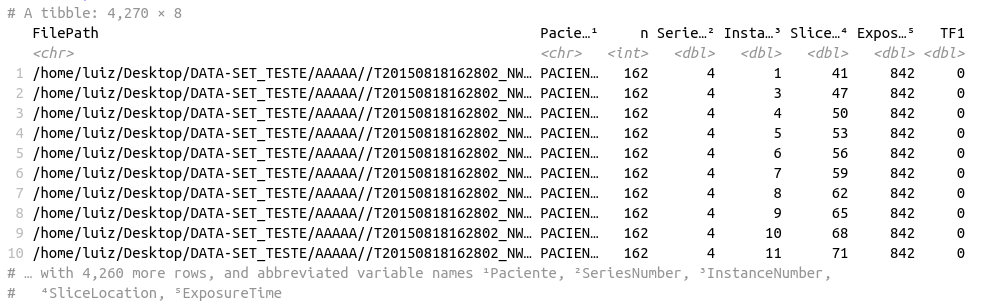 # A tibble: 4,270 × 8
   FilePath Pacie…¹ n Serie…² Insta…³ Slice…⁴ Expos…⁵ TF1
   <chr> <chr> <int> <dbl> <dbl> <dbl> <dbl> <dbl>
 1 /home/luiz/Desktop/DATA-SET_TESTE/AAAAA//T20150818162802_NW… PACIEN… 162 4 1 41 842 0
 2 /home/luiz/Desktop/DATA-SET_TESTE/AAAAA//T20150818162802_NW… PACIEN… 162 4 3 47 842 0
 3 /home/luiz/Desktop/DATA-SET_TESTE/AAAAA//T20150818162802_NW… PACIEN… 162 4 4 50 842 0
 4 /home/luiz/Desktop/DATA-SET_TESTE/AAAAA//T20150818162802_NW… PACIEN… 162 4 5 53 842 0
 5 /home/luiz/Desktop/DATA-SET_TESTE/AAAAA//T20150818162802_NW… PACIEN… 162 4 6 56 842 0
 6 /home/luiz/Desktop/DATA-SET_TESTE/AAAAA//T20150818162802_NW… PACIEN… 162 4 7 59 842 0
 7 /home/luiz/Desktop/DATA-SET_TESTE/AAAAA//T20150818162802_NW… PACIEN… 162 4 8 62 842 0
 8 /home/luiz/Desktop/DATA-SET_TESTE/AAAAA//T20150818162802_NW… PACIEN… 162 4 9 65 842 0
 9 /home/luiz/Desktop/DATA-SET_TESTE/AAAAA//T20150818162802_NW… PACIEN… 162 4 10 68 842 0
10 /home/luiz/Desktop/DATA-SET_TESTE/AAAAA//T20150818162802_NW… PACIEN… 162 4 11 71 842 0
# … with 4,260 more rows, and abbreviated variable names ¹Paciente, ²SeriesNumber, ³InstanceNumber,
#   ⁴SliceLocation, ⁵ExposureTime